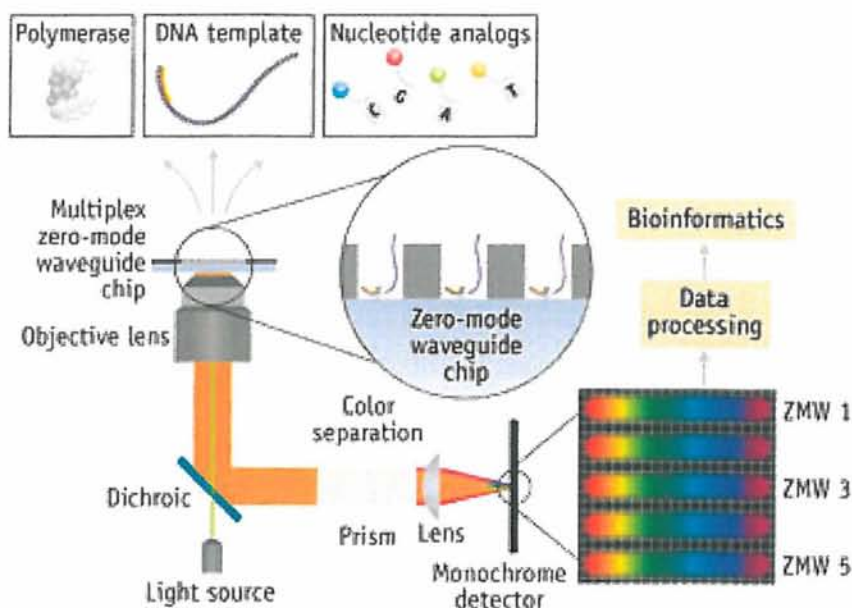 Polymerase
DNA template
Nucleotide analogs
C
G
A
T
Multiplex
zero-mode
waveguide
chip
Objective lens
Zero-mode
waveguide
chip
Bioinformatics
Data
processing
Color
separation
ZMW 1
ZMW 3
ZMW 5
Dichroic
Prism
Lens
Light source
Monochrome
detector